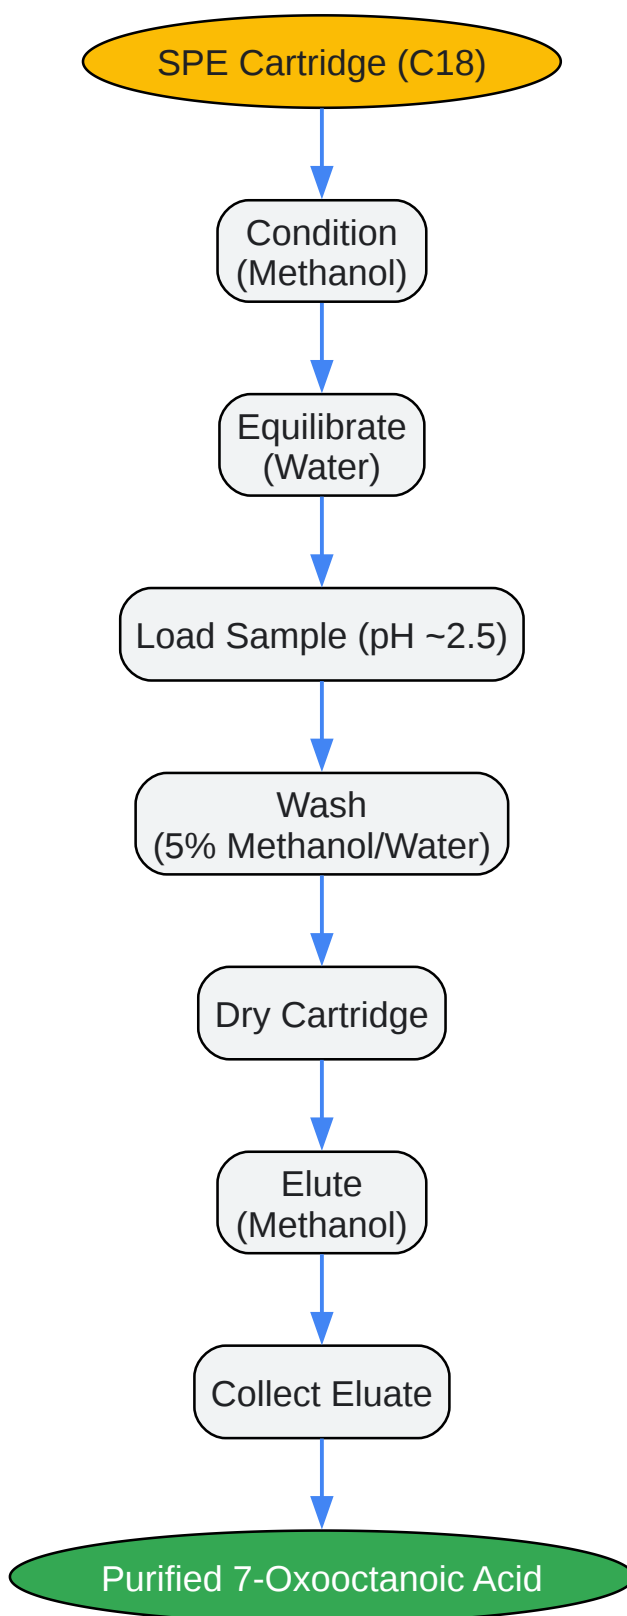 SPE Cartridge (C18)
Condition
(Methanol)
Equilibrate
(Water)
Load Sample (pH ~2.5)
Wash
(5% Methanol/Water)
Dry Cartridge
Elute
(Methanol)
Collect Eluate
Purified 7-Oxooctanoic Acid